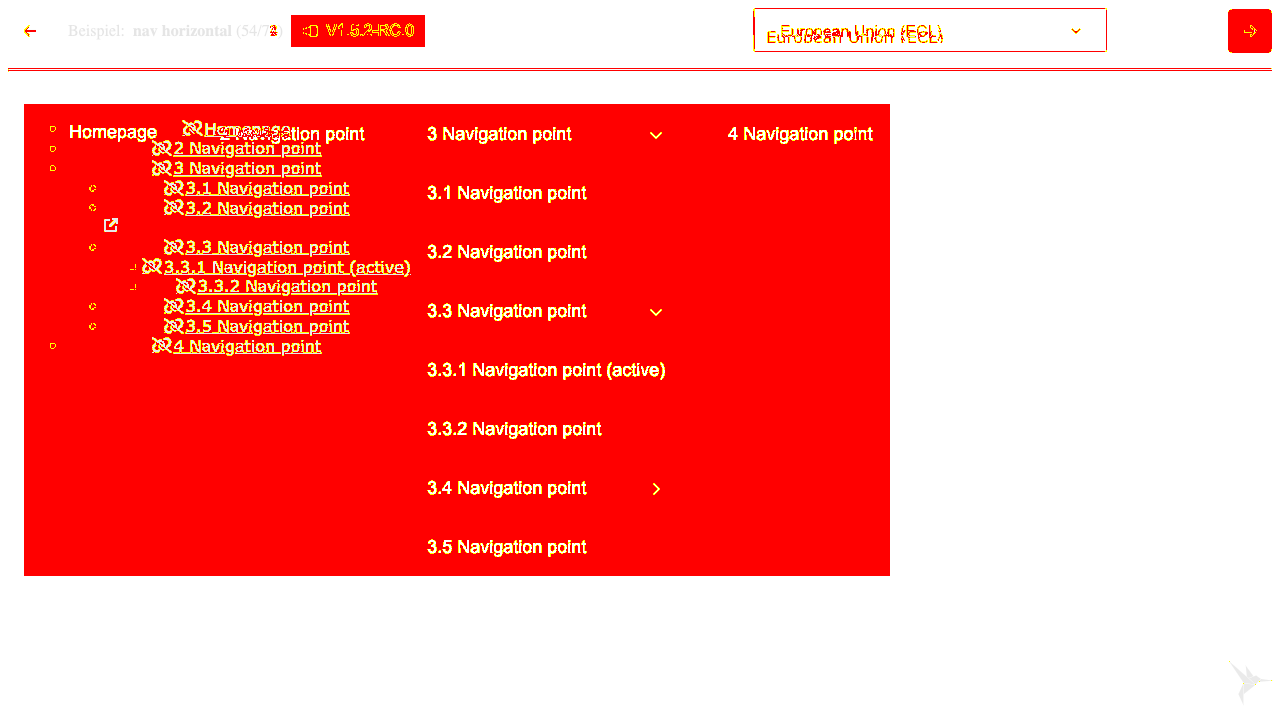 Beispiel: nav horizontal (54/7
V1.5.2-RC.0
European Union (ECL)
European Union (ECL)
Homepage
Homepage
2 Navigation point
3 Navigation point
4 Navigation point
2 Navigation point
3 Navigation point
3.1 Navigation point
3.1 Navigation point
3.2 Navigation point
3.2 Navigation point
3.3 Navigation point
3.3.1 Navigation point (active)
3.3.2 Navigation point
3.3 Navigation point
3.4 Navigation point
3.5 Navigation point
4 Navigation point
3.3.1 Navigation point (active)
3.3.2 Navigation point
3.4 Navigation point
3.5 Navigation point